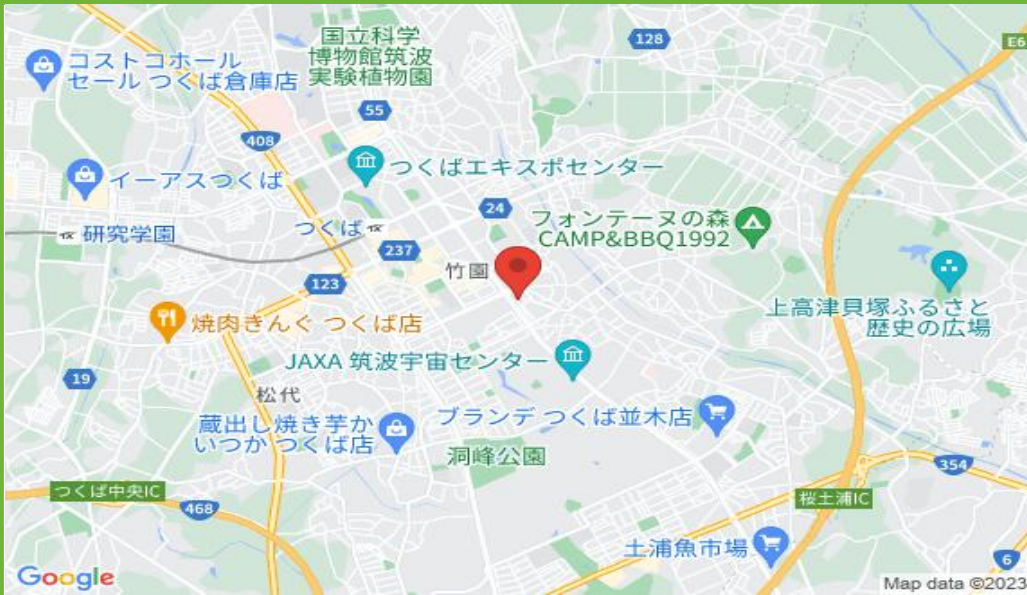 国立科学
博物館筑波
実験植物園
128
E6
コストコホール
セール つくば倉庫店
55
408
つくばエキスポセンター
イーアスつくば
24
フォンテーヌの森
CAMP&BBQ1992
つくば
研究学園
237
竹園
123
上高津貝塚ふるさと
歴史の広場
焼肉きんぐ つくば店
JAXA 筑波宇宙センター
19
松代
蔵出し焼き芋か
いつか つくば店
ブランデ つくば並木店
洞峰公園
354
つくば中央IC
468
桜土浦IC
土浦魚市場
6
Google
Map data ©2023